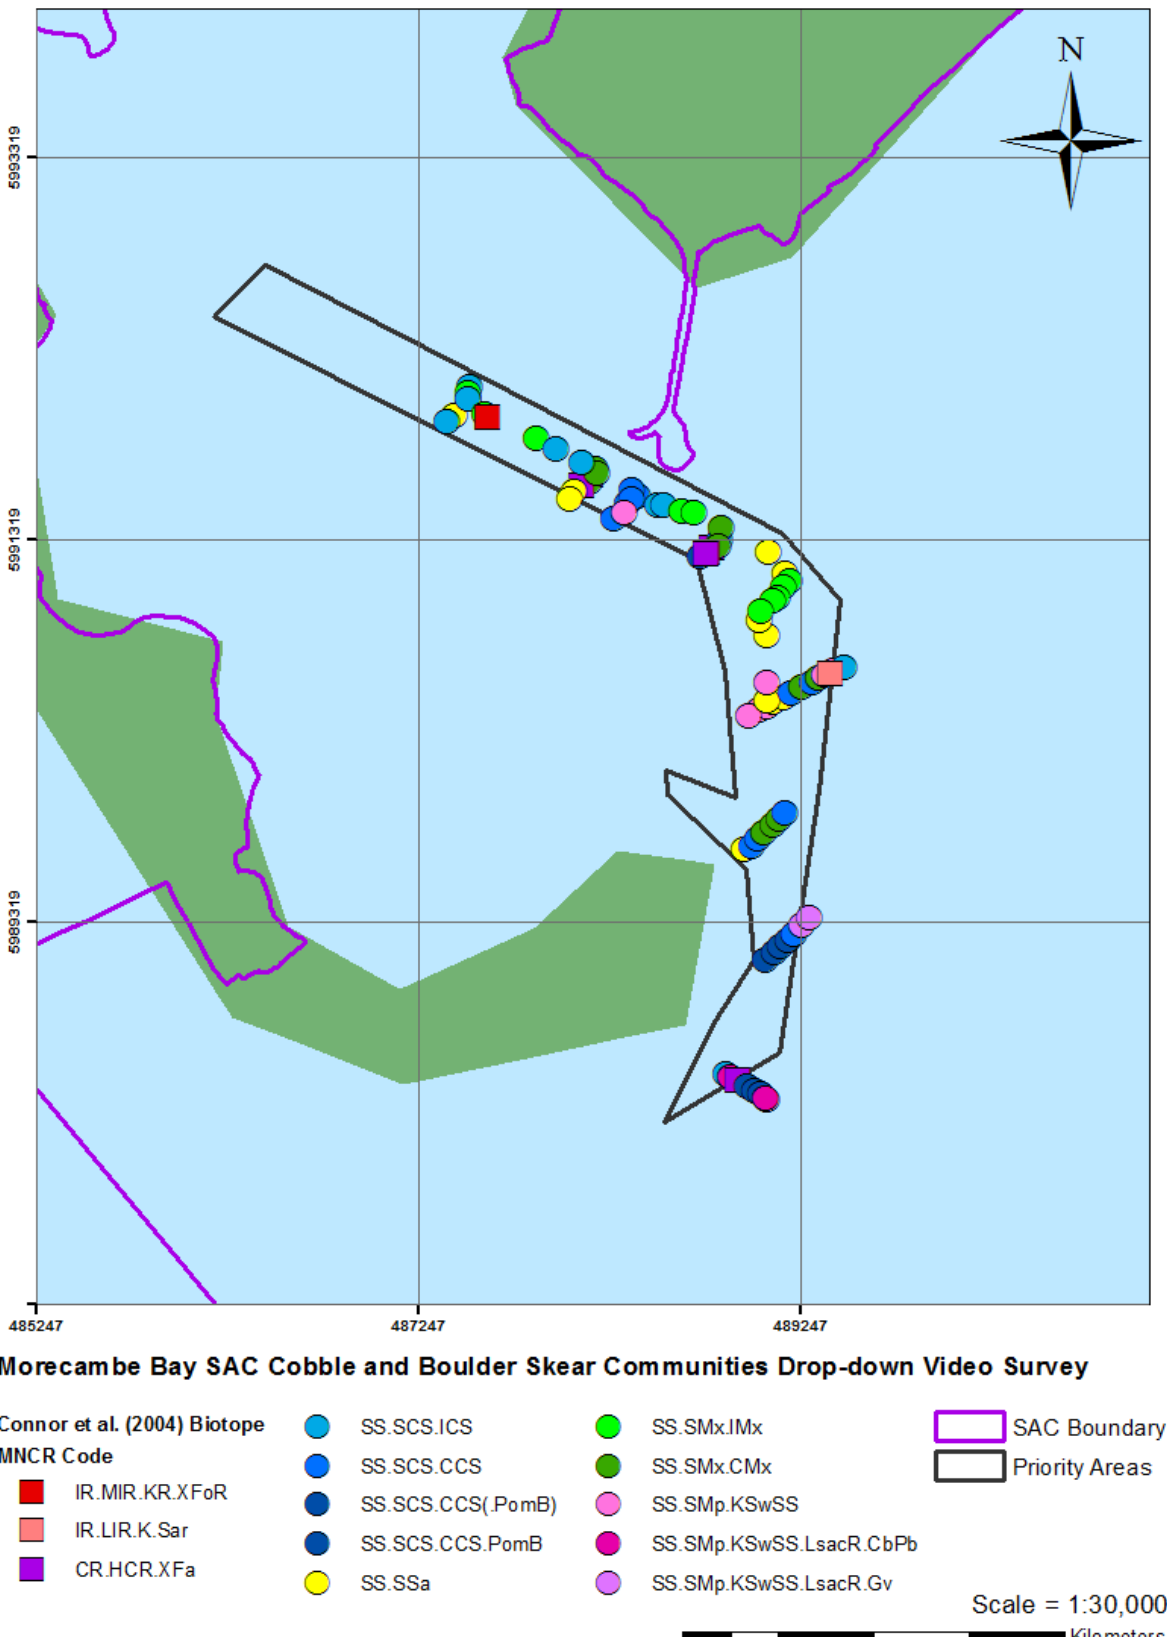 N
5993319
5991319
5989319
485247
487247
489247
Morecambe Bay SAC Cobble and Boulder Skear Communities Drop-down Video Survey
Connor et al. (2004) Biotope
MNCR Code
IR.MIR.KR.XFoR
IR.LIR.K.Sar
CR.HCR.XFa
SS.SCS.ICS
SS.SCS.CCS
SS.SCS.CCS(.PomB)
SS.SCS.CCS.PomB
SS.SSa
SS.SMx.IMx
SS.SMx.CMx
SS.SMp.KSwSS
SS.SMp.KSwSS.LsacR.CbPb
SS.SMp.KSwSS.LsacR.Gv
SAC Boundary
Priority Areas
Scale = 1:30,000
Kilometers